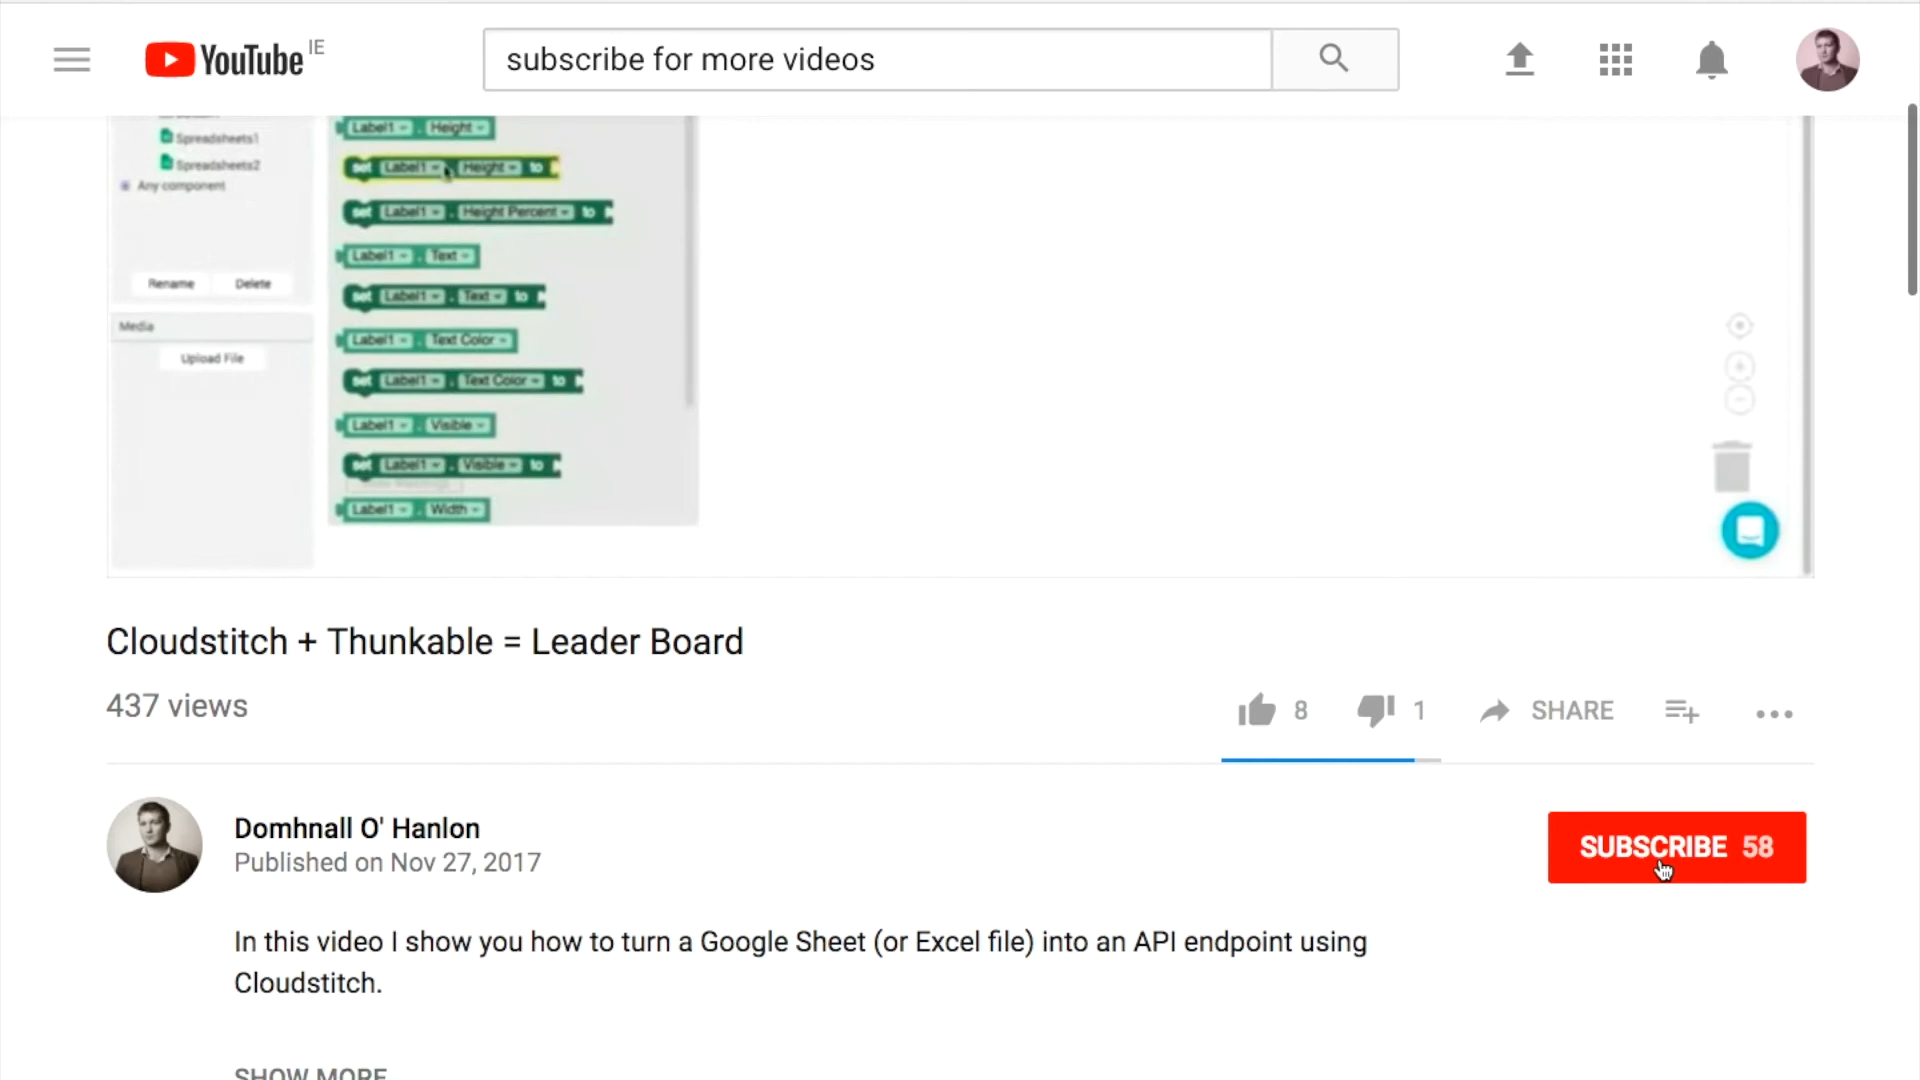 YouTube IE
subscribe for more videos
Label1 . Height
Spreadsheets1
Spreadsheets2
Any component
set Label1 . Height to
set Label1 . Height Percent to
Label1 . Text
Rename Delete
set Label1 . Text to
Media
Label1 . Text Color
Upload File
set Label1 . Text Color to
Label1 . Visible
set Label1 . Visible to
Label1 . Width
Cloudstitch + Thunkable = Leader Board
437 views
8 1 SHARE
Domhnall O' Hanlon
Published on Nov 27, 2017
SUBSCRIBE 58
In this video I show you how to turn a Google Sheet (or Excel file) into an API endpoint using
Cloudstitch.
SHOW MORE